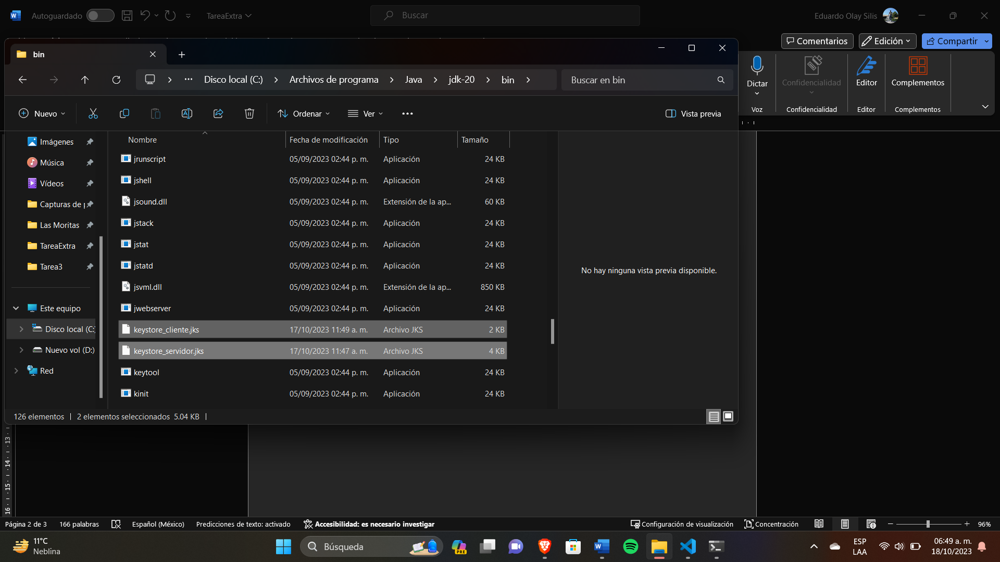 Autoguardado
TareaExtra
Buscar
Eduardo Olay Silis
Comentarios
Edición
Compartir
bin
Disco local (C:)
Archivos de programa
Java
jdk-20
bin
Buscar en bin
Dictar
Confidencialidad
Editor
Complementos
Voz
Confidencialidad
Editor
Complementos
Nuevo
Ordenar
Ver
Vista previa
Imágenes
Música
Vídeos
Capturas de
Las Moritas
TareaExtra
Tarea3
Este equipo
Disco local (C:)
Nuevo vol (D:)
Red
Nombre Fecha de modificación Tipo Tamaño
jrunscript 05/09/2023 02:44 p. m. Aplicación 24 KB
jshell 05/09/2023 02:44 p. m. Aplicación 24 KB
jsound.dll 05/09/2023 02:44 p. m. Extensión de la ap... 60 KB
jstack 05/09/2023 02:44 p. m. Aplicación 24 KB
jstat 05/09/2023 02:44 p. m. Aplicación 24 KB
jstatd 05/09/2023 02:44 p. m. Aplicación 24 KB
jsvml.dll 05/09/2023 02:44 p. m. Extensión de la ap... 850 KB
jwebserver 05/09/2023 02:44 p. m. Aplicación 24 KB
keystore_cliente.jks 17/10/2023 11:49 a. m. Archivo JKS 2 KB
keystore_servidor.jks 17/10/2023 11:47 a. m. Archivo JKS 4 KB
keytool 05/09/2023 02:44 p. m. Aplicación 24 KB
kinit 05/09/2023 02:44 p. m. Aplicación 24 KB
No hay ninguna vista previa disponible.
126 elementos
2 elementos seleccionados 5.04 KB
13
14
15
16
Página 2 de 3
166 palabras
Español (México)
Predicciones de texto: activado
Accesibilidad: es necesario investigar
Configuración de visualización
Concentración
96%
11°C
Neblina
Búsqueda
PRE
ESP
LAA
06:49 a. m.
18/10/2023